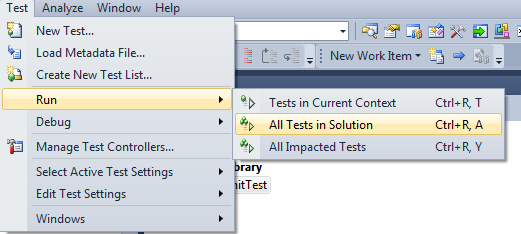 Test Analyze Window Help
New Test...
Load Metadata File...
Create New Test List...
New Work Item
Run
Tests in Current Context Ctrl+R, T
Debug
All Tests in Solution Ctrl+R, A
Manage Test Controllers...
All Impacted Tests Ctrl+R, Y
Select Active Test Settings
Edit Test Settings
Windows